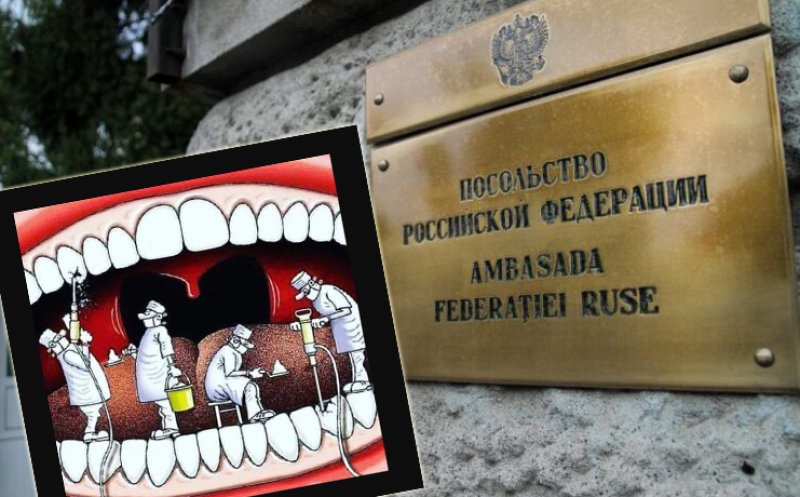 ПОСОЛЬСТВО
РОССИЙСКОЙ ФЕДЕРАЦИИ
AMBASADA
FEDERAȚIEI RUSE